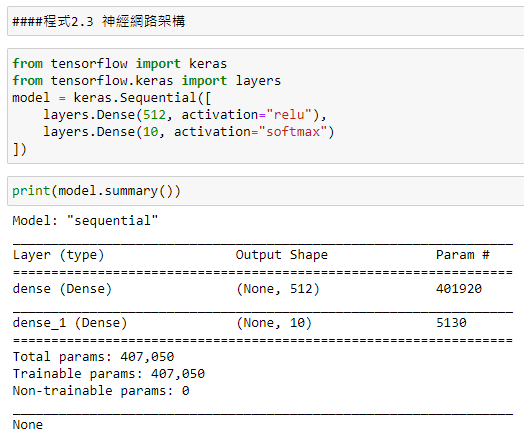 ####程式2.3 神經網路架構
from tensorflow import keras
from tensorflow.keras import layers
model = keras.Sequential([
    layers.Dense(512, activation="relu"),
    layers.Dense(10, activation="softmax")
])
print(model.summary())
Model: "sequential"
_________________________________________________________________
Layer (type)                 Output Shape              Param #
=================================================================
dense (Dense)                (None, 512)               401920
_________________________________________________________________
dense_1 (Dense)              (None, 10)                5130
=================================================================
Total params: 407,050
Trainable params: 407,050
Non-trainable params: 0
_________________________________________________________________
None